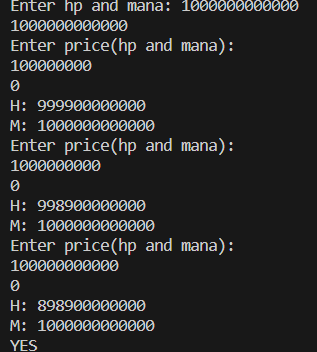 Enter hp and mana: 1000000000000
1000000000000
Enter price(hp and mana):
100000000
0
H: 999900000000
M: 1000000000000
Enter price(hp and mana):
1000000000
0
H: 998900000000
M: 1000000000000
Enter price(hp and mana):
100000000000
0
H: 898900000000
M: 1000000000000
YES